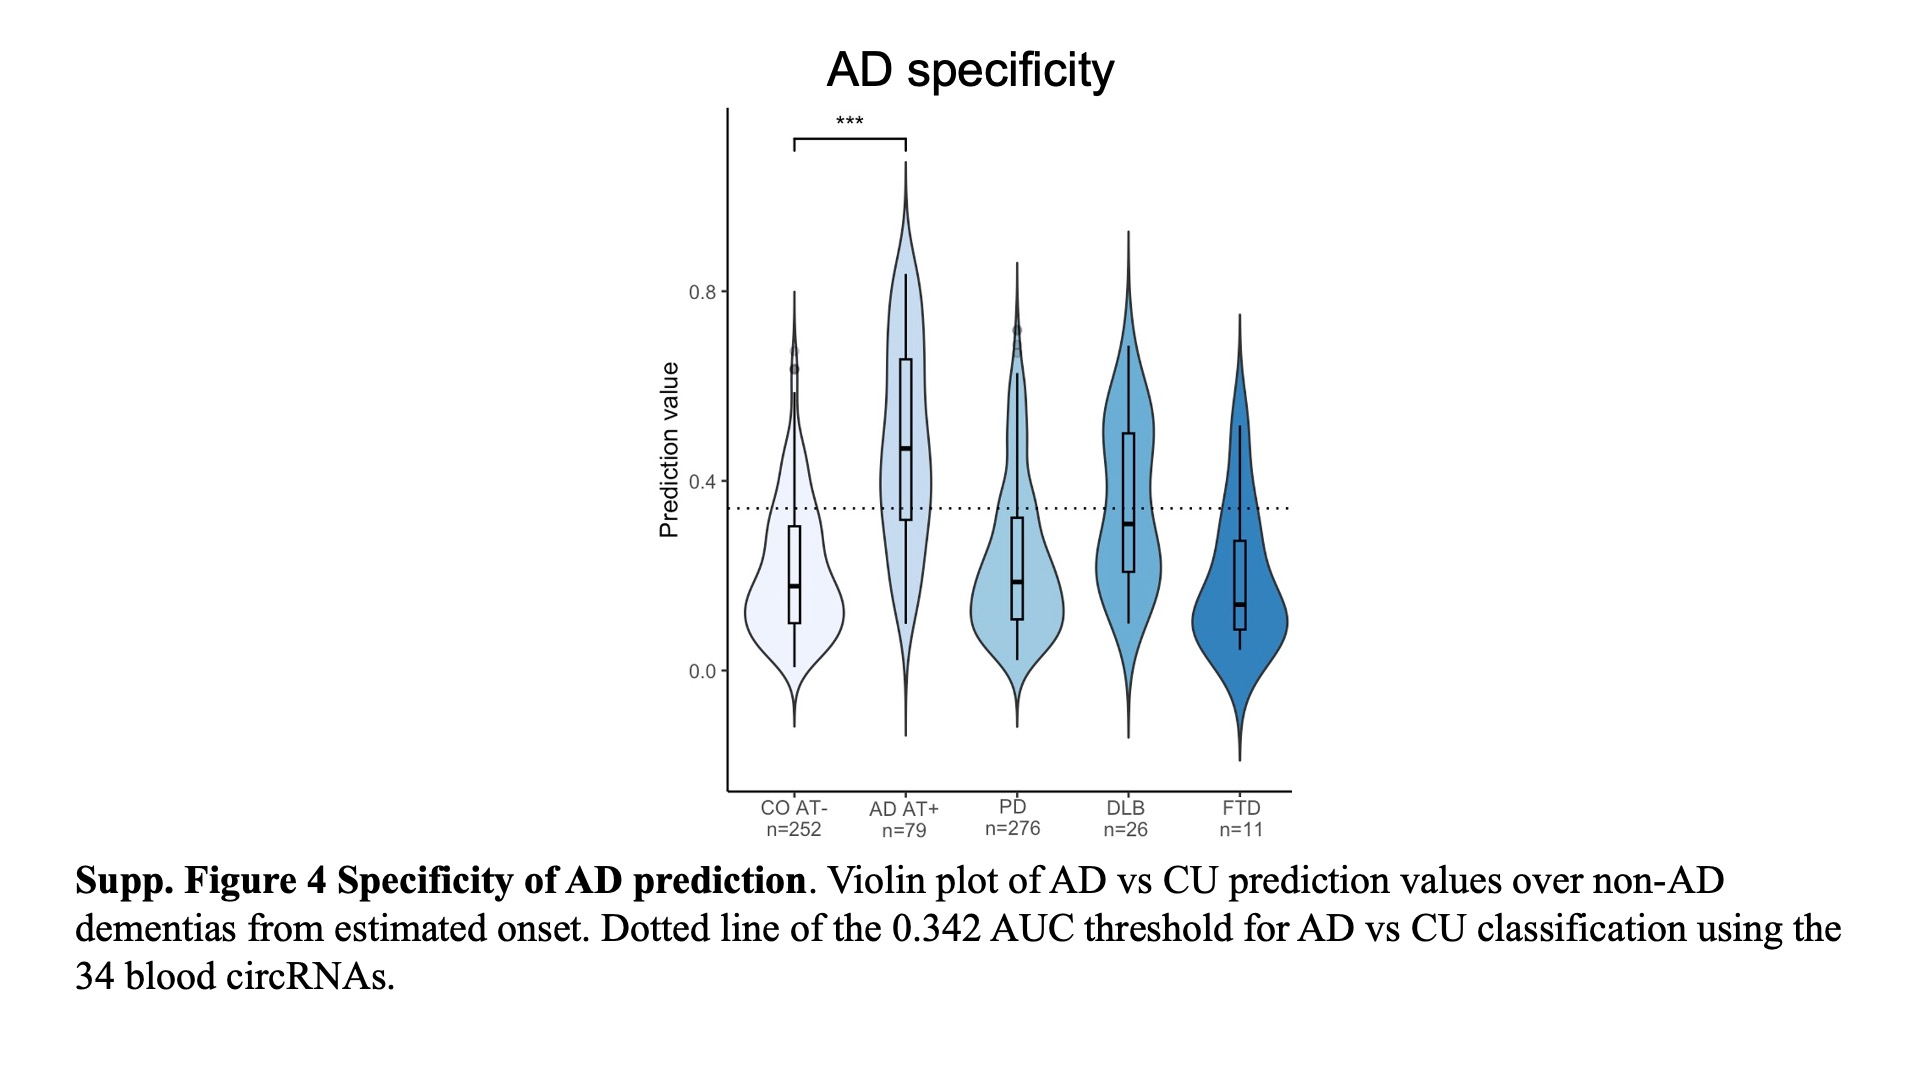 AD specificity
***
0.8
0.4
0.0
Prediction value
CO AT- AD AT+ PD DLB FTD
n=252 n=79 n=276 n=26 n=11
Supp. Figure 4 Specificity of AD prediction. Violin plot of AD vs CU prediction values over non-AD
dementias from estimated onset. Dotted line of the 0.342 AUC threshold for AD vs CU classification using the
34 blood circRNAs.